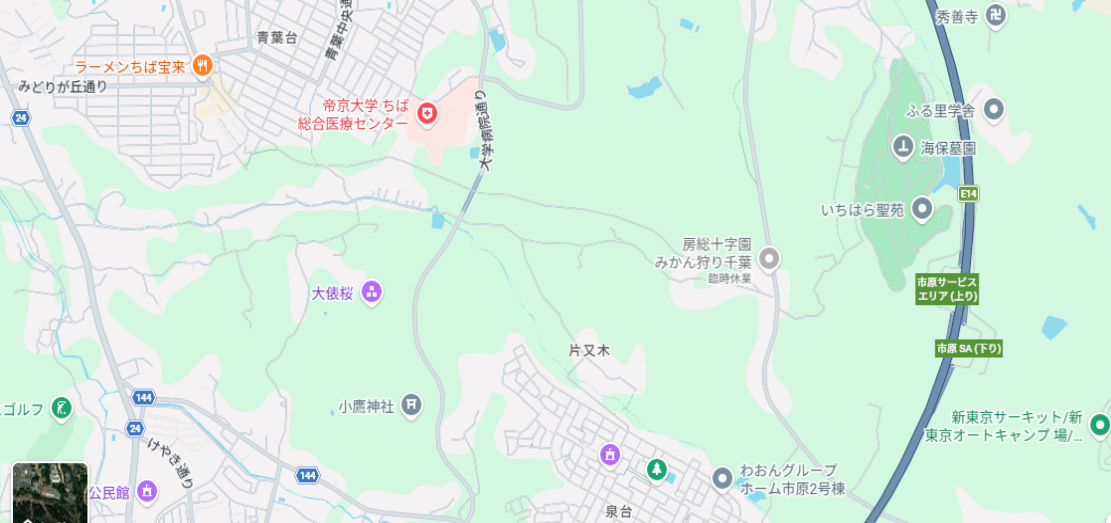 秀善寺
青葉台
青葉中央通
ラーメンちば宝来
みどりが丘通り
24
帝京大学 ちば
総合医療センター
大学病院通り
ふる里学舎
海保墓園
E14
いちはら聖苑
房総十字園
みかん狩り千葉
臨時休業
市原サービス
エリア (上り)
大俵桜
市原 SA (下り)
片又木
144
小鷹神社
ゴルフ
24
けやき通り
新東京サーキット/新
東京オートキャンプ 場/...
144
わおんグループ
ホーム市原2号棟
公民館
泉台